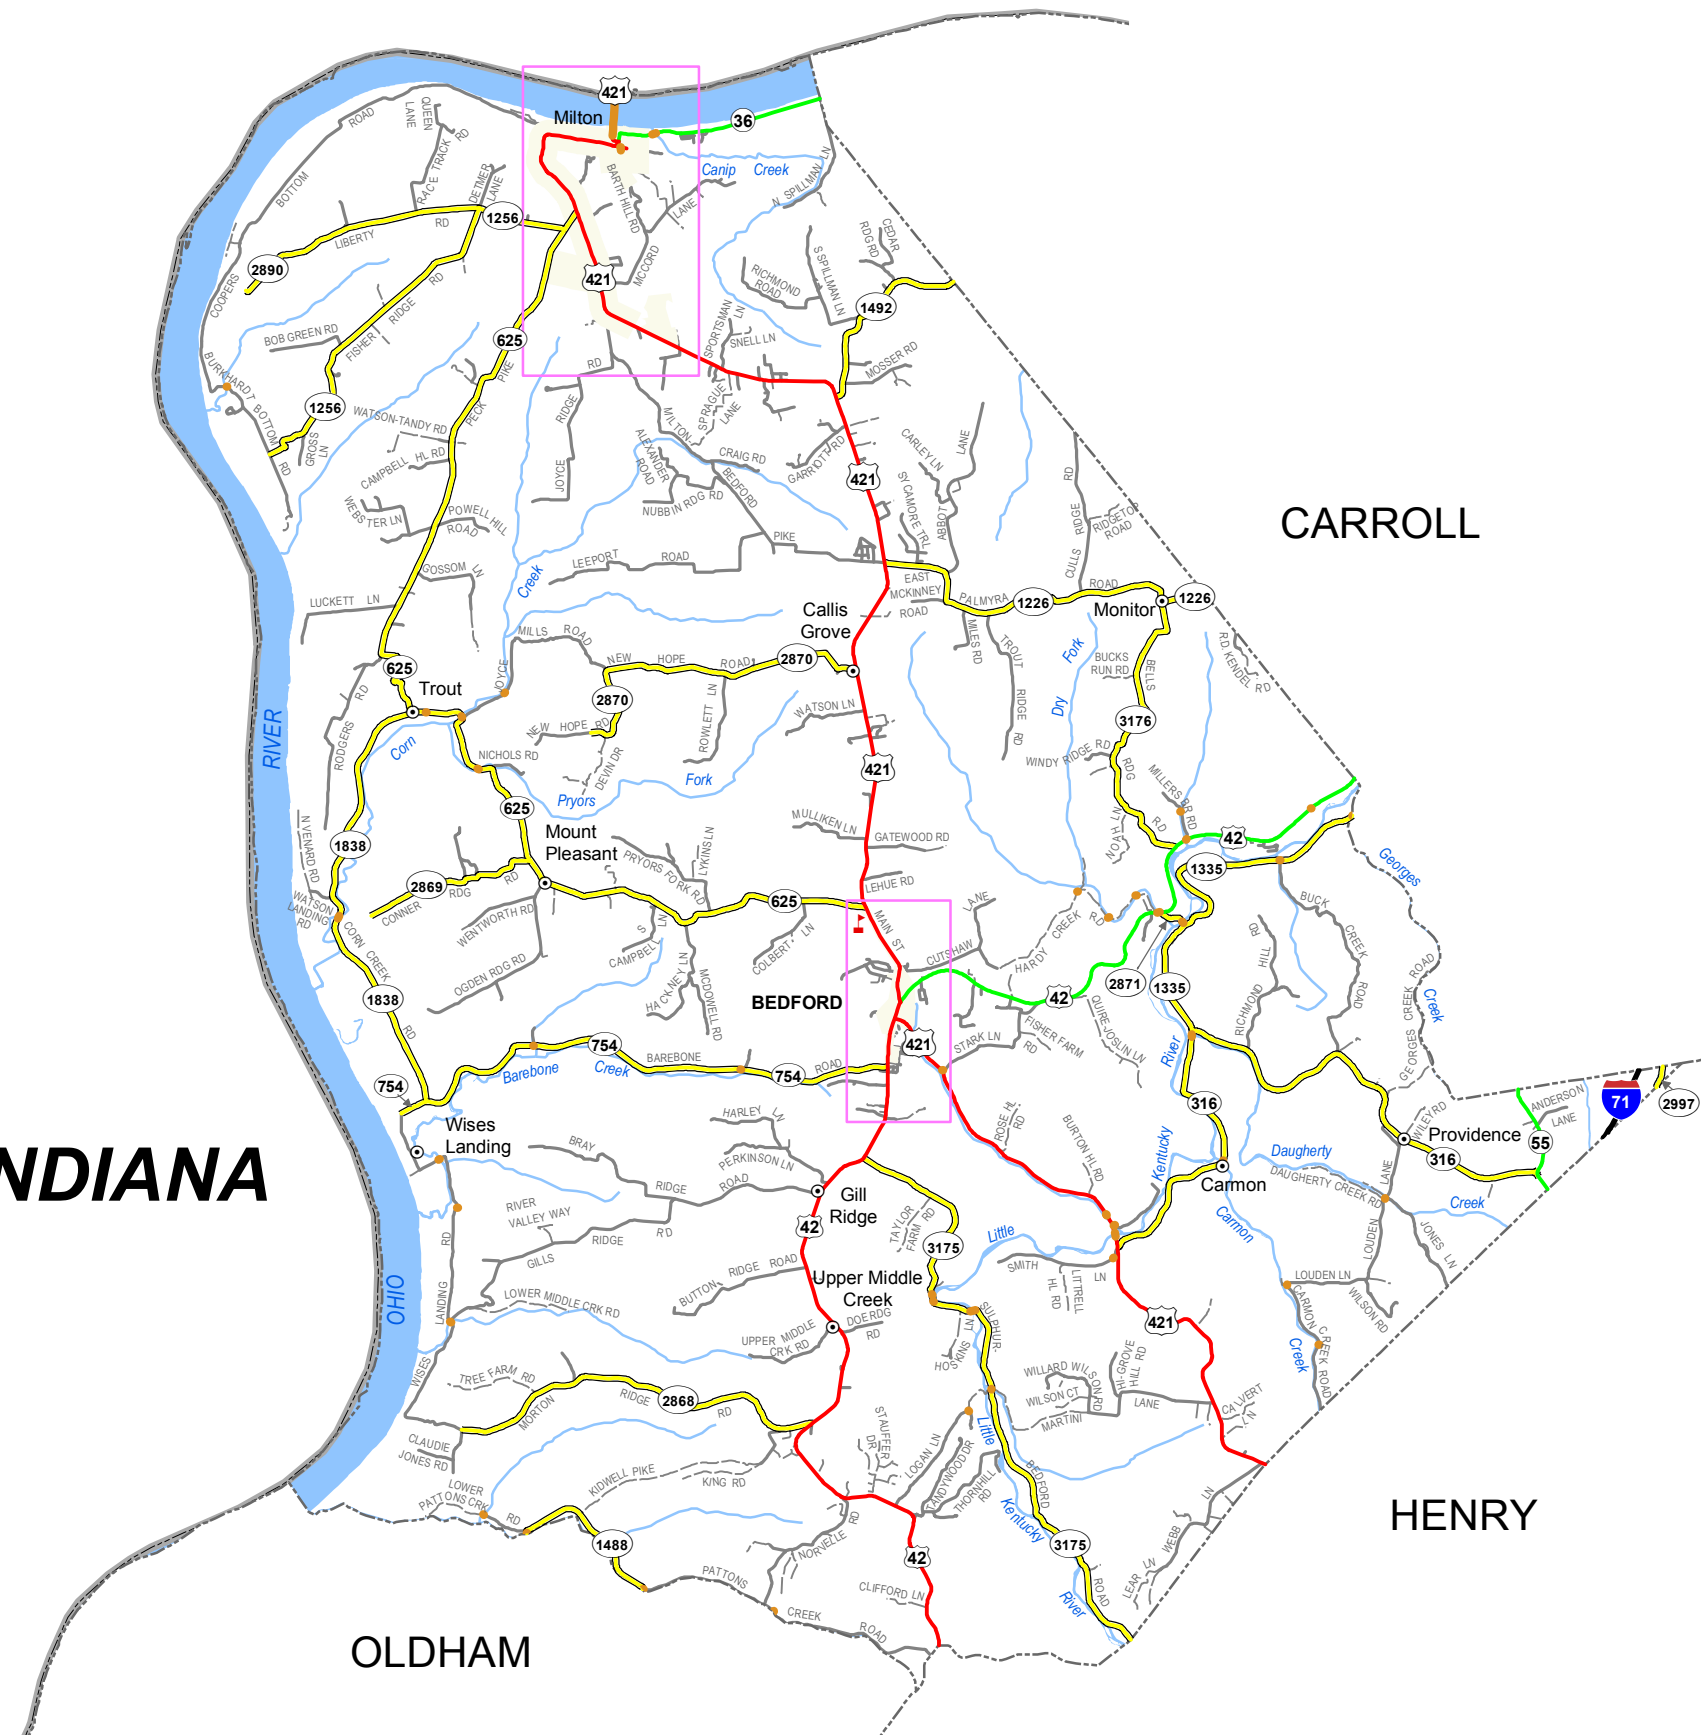 421
Milton
36
QUEEN
LANE
ROAD
BOTTOM
RACE TRACK
RD
DETMER
LANE
1256
LIBERTY
RD
2890
COOPERS
BARTH HILL RD
LANE
MCCORD
Canip Creek
N SPILLMAN LN
421
CEDAR
RDG RD
S SPILLMAN LN
RICHMOND
ROAD
1492
SPORTSMAN
LN
SNELL LN
MOSSER RD
BOB GREEN RD
FISHER
RIDGE
RD
625
PIKE
PECK
BURKHARDT BOTTOM
RD
1256
GROSS
LN
WATSON-TANDY RD
CAMPBELL HL RD
RD
RIDGE
JOYCE
SPRAGUE
LANE
MILTON-
BEDFORD
PIKE
ALEXANDER
ROAD
CRAIG RD
NUBBIN RDG RD
GARRIOTT RD
421
CARLEY LN
LANE
ABBOT
SYCAMORE TRL
RD
RIDGE
CULLS
RIDGETOP
ROAD
CARROLL
WEBSTER LN
POWELL HILL
ROAD
GOSSOM LN
LUCKETT LN
Creek
LEEPORT ROAD
EAST
MCKINNEY
ROAD
PALMYRA
1226
ROAD
Monitor
1226
Callis
Grove
MILLS ROAD
JOYCE
NEW HOPE ROAD
2870
2870
NEW HOPE RD
DEVIN DR
ROWLETT LN
WATSON LN
MILES RD
TROUT
RIDGE
RD
Fork
Dry
BUCKS
RUN RD
BELLS
R.D. KENDEL RD
3176
RDG
RD
WINDY RIDGE RD
625
Trout
RODGERS RD
RIVER
Corn
NICHOLS RD
Pryors Fork
625
421
MILLERS BR RD
NOAH LN
42
1335
Georges
Creek
N VENARD RD
1838
Mount
Pleasant
PRYORS FORK RD
LYKINS LN
MULLIKEN LN
GATEWOOD RD
LEHUE RD
2869
CONNER RDG RD
WATSON
LANDING
RD
CORN CREEK
RD
WENTWORTH RD
OGDEN RDG RD
625
COLBERT LN
S
CAMPBELL LN
HACKNEY LN
MCDOWELL RD
MAIN ST
CUTSHAW LANE
HARDY CREEK RD
BUCK
CREEK
ROAD
RICHMOND HILL RD
GEORGES CREEK ROAD
BEDFORD
42
2871
1335
1838
754
754
754
BAREBONE ROAD
Barebone Creek
421
STARK LN
FISHER FARM
RD
QUIRE-JOSLIN LN
River
Kentucky
Little
316
71
2997
ANDERSON
LANE
55
WILEY RD
Providence
316
Wises
Landing
HARLEY LN
PERKINSON LN
BRAY RIDGE ROAD
ROSE HL
RD
BURTON HL RD
Carmon
Daugherty
Creek
DAUGHERTY CREEK RD
LANE
LOUDEN
JONES LN
INDIANA
RIVER
VALLEY WAY
GILLS RIDGE RD
Gill
Ridge
42
TAYLOR
FARM RD
3175
SMITH LN
LITTRELL
HL RD
Carmon
Creek
LOUDEN LN
WILSON RD
CARMON CREEK ROAD
OHIO
WISES LANDING RD
LOWER MIDDLE CRK RD
BUTTON RIDGE ROAD
Upper Middle
Creek
UPPER MIDDLE
CRK RD
DOE RDG
RD
HOSKINS LN
SULPHUR-
BEDFORD
ROAD
421
WILLARD WILSON RD
WILSON CT
HILL RD
MARTINI LANE
CALVERT
LN
TREE FARM RD
MORTON RIDGE RD
2868
CLAUDIE
JONES RD
LOWER
PATTONS CRK
RD
KIDWELL PIKE
KING RD
STAUFFER
DR
LOGAN LN
TANDYWOOD DR
THORNHILL
RD
Little
Kentucky
River
HENRY
1488
PATTONS CREEK ROAD
NORVELLE RD
42
CLIFFORD LN
3175
LEAR LN
WEBB LN
OLDHAM